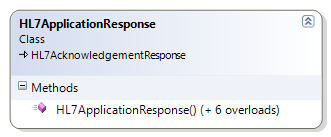 HL7ApplicationResponse
Class
HL7AcknowledgementResponse
Methods
HL7ApplicationResponse() (+ 6 overloads)